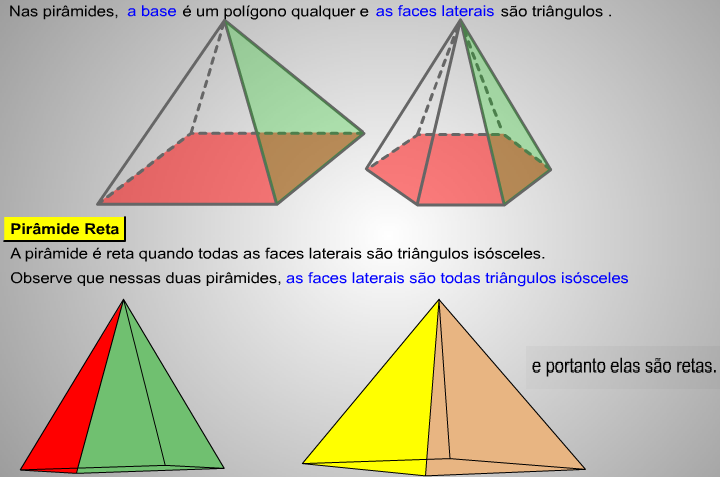 Nas pirâmides, a base é um polígono qualquer e as faces laterais são triângulos .
Pirâmide Reta
A pirâmide é reta quando todas as faces laterais são triângulos isósceles.
Observe que nessas duas pirâmides, as faces laterais são todas triângulos isósceles
e portanto elas são retas.